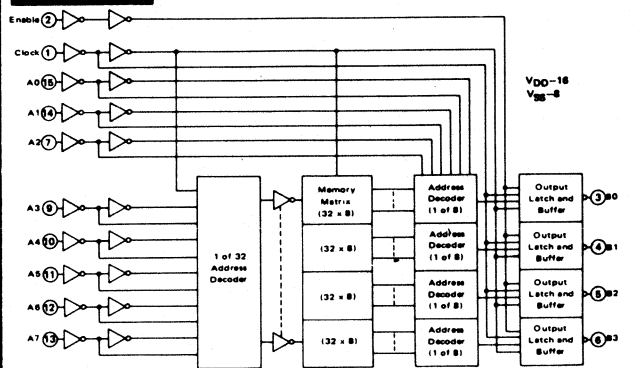 Enable 2
Clock 1
A0 15
A1 14
A2 7
VDD-16
VSS-8
A3 9
A4 10
A5 11
A6 12
A7 13
1 of 32
Address
Decoder
Memory
Matrix
(32 x 8)
(32 x 8)
(32 x 8)
(32 x 8)
Address
Decoder
(1 of 8)
Address
Decoder
(1 of 8)
Address
Decoder
(1 of 8)
Address
Decoder
(1 of 8)
Output
Latch and
Buffer
3 B0
Output
Latch and
Buffer
4 B1
Output
Latch and
Buffer
5 B2
Output
Latch and
Buffer
6 B3